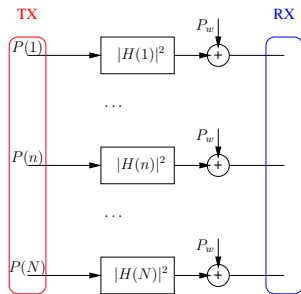 TX RX
P(1) |H(1)|² P_w
...
P(n) |H(n)|² P_w
...
P(N) |H(N)|² P_w